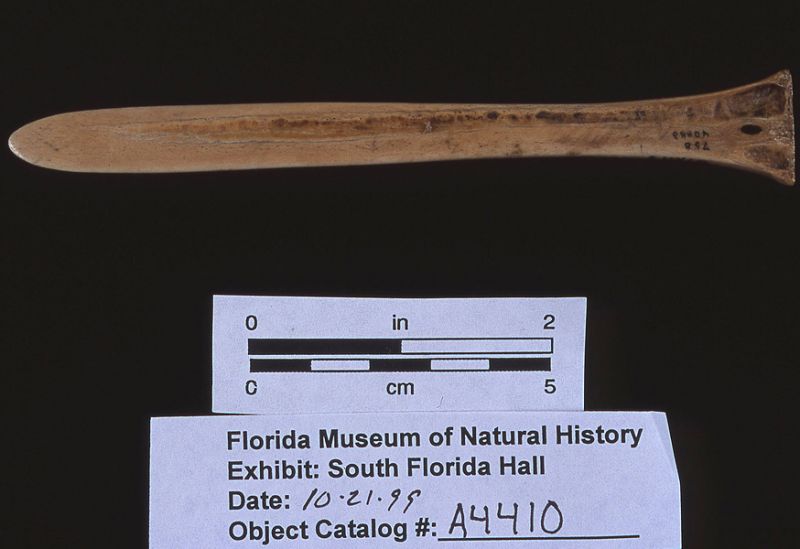 0 in 2
0 cm 5
Florida Museum of Natural History
Exhibit: South Florida Hall
Date: 10·21·99
Object Catalog #: A4410